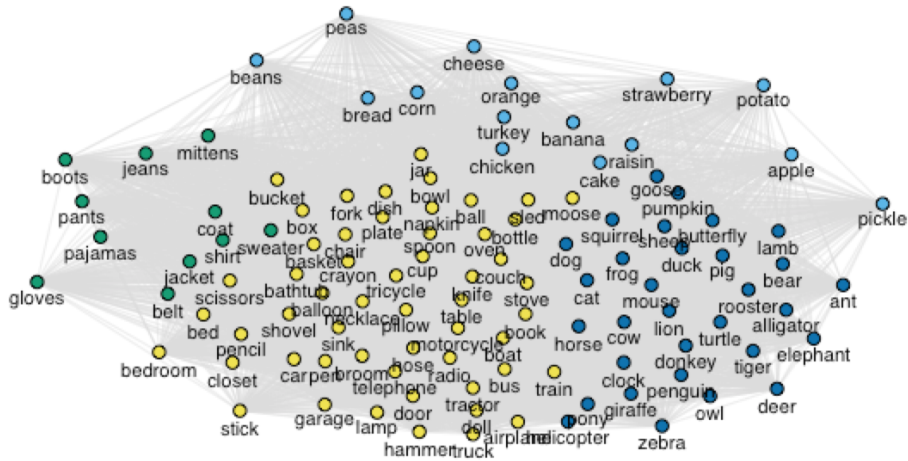 peas
cheese
beans
orange
strawberry
potato
bread
corn
turkey
banana
mittens
jeans
boots
jar
chicken
raisin
cake
apple
goose
bucket
bowl
pumpkin
pants
fork
dish
ball
sled
moose
pickle
coat
box
plate
napkin
bottle
squirrel
sheep
butterfly
pajamas
shirt
sweater
chair
spoon
oven
lamb
basket
dog
frog
duck
pig
bear
jacket
crayon
cup
couch
gloves
scissors
bathtub
tricycle
knife
stove
cat
mouse
rooster
ant
belt
balloon
necklace
table
lion
alligator
bed
shovel
pillow
book
cow
turtle
pencil
sink
motorcycle
boat
horse
donkey
tiger
elephant
bedroom
closet
carpet
broom
hose
radio
bus
train
clock
penguin
telephone
deer
stick
garage
lamp
door
tractor
pony
giraffe
owl
hammer
doll
truck
airplane
helicopter
zebra